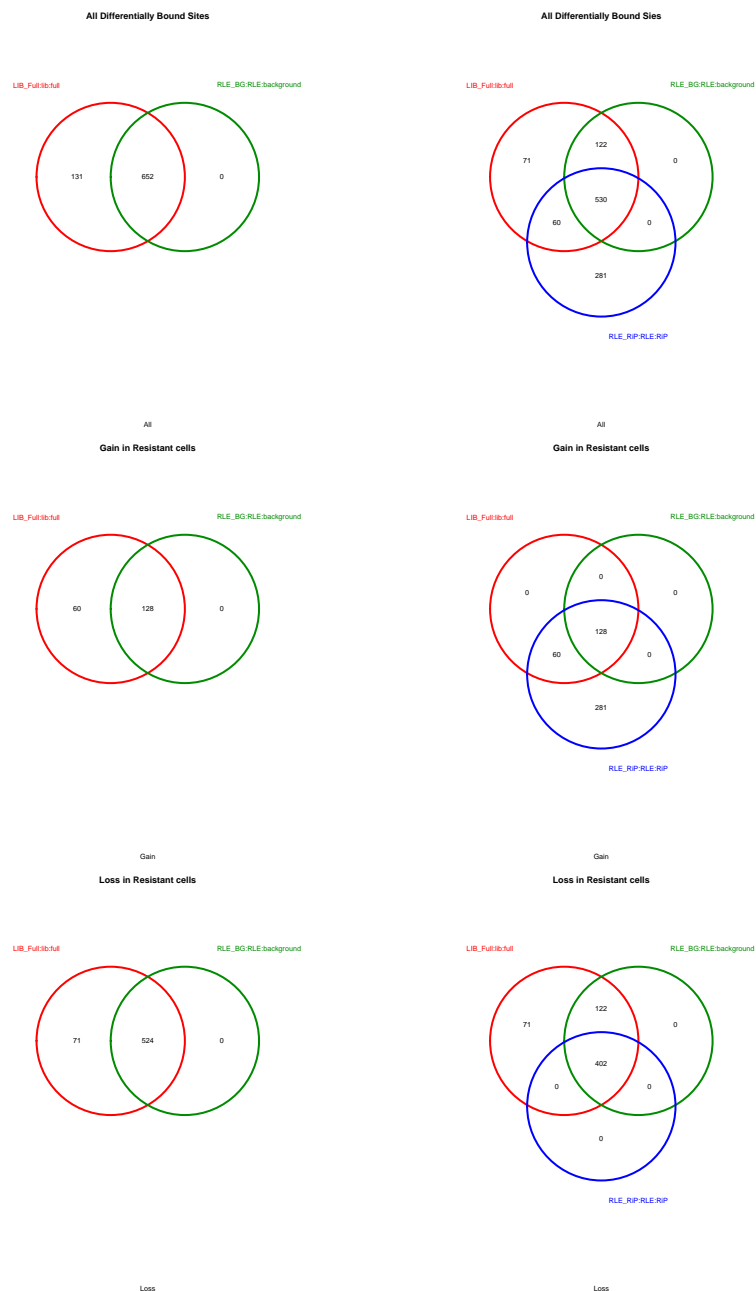 All Differentially Bound Sites
LIB_Full:lib:full
RLE_BG:RLE:background
131
652
0
All
All Differentially Bound Sies
LIB_Full:lib:full
RLE_BG:RLE:background
122
71
0
530
60
0
281
RLE_RiP:RLE:RiP
All
Gain in Resistant cells
LIB_Full:lib:full
RLE_BG:RLE:background
60
128
0
Gain
Gain in Resistant cells
LIB_Full:lib:full
RLE_BG:RLE:background
0
0
0
128
60
0
281
RLE_RiP:RLE:RiP
Gain
Loss in Resistant cells
LIB_Full:lib:full
RLE_BG:RLE:background
71
524
0
Loss
Loss in Resistant cells
LIB_Full:lib:full
RLE_BG:RLE:background
122
71
0
402
0
0
0
RLE_RiP:RLE:RiP
Loss